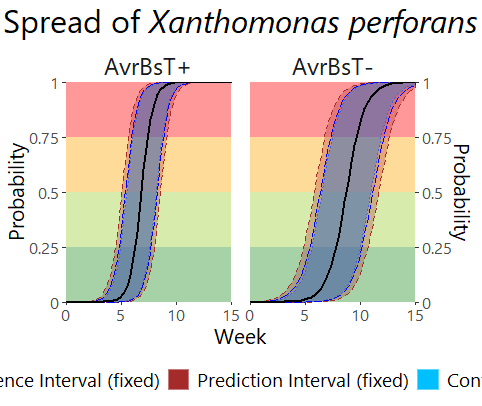 Spread of Xanthomonas perforans
AvrBsT+ AvrBsT-
1 1
0.75 0.75
0.5 0.5
0.25 0.25
0 0
Probability
Probability
0 5 10 15 0 5 10 15
Week
ence Interval (fixed) Prediction Interval (fixed) Con